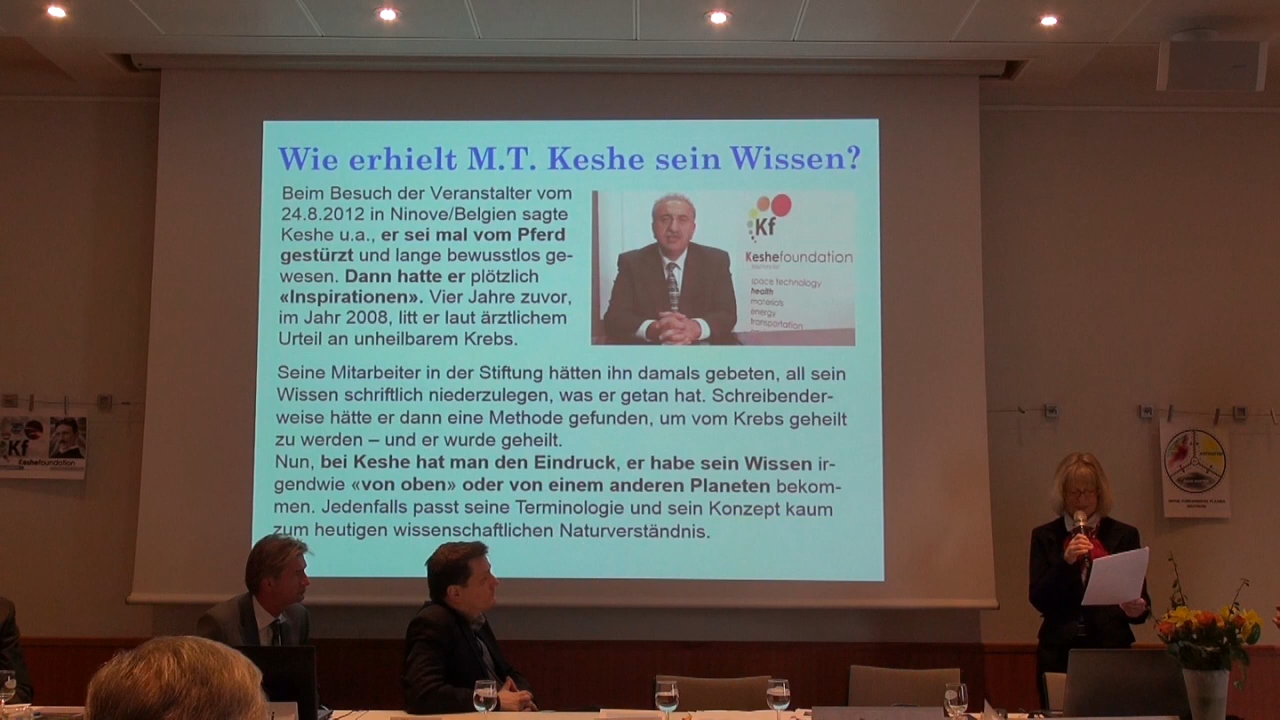 Wie erhielt M.T. Keshe sein Wissen?
Beim Besuch der Veranstalter vom
24.8.2012 in Ninove/Belgien sagte
Keshe u.a., er sei mal vom Pferd
gestürzt und lange bewusstlos ge-
wesen. Dann hatte er plötzlich
«Inspirationen». Vier Jahre zuvor,
im Jahr 2008, litt er laut ärztlichem
Urteil an unheilbarem Krebs.
Kf
Keshefoundation
space technology
health
materials
energy
transportation
Seine Mitarbeiter in der Stiftung hätten ihn damals gebeten, all sein
Wissen schriftlich niederzulegen, was er getan hat. Schreibender-
weise hätte er dann eine Methode gefunden, um vom Krebs geheilt
zu werden – und er wurde geheilt.
Nun, bei Keshe hat man den Eindruck, er habe sein Wissen ir-
gendwie «von oben» oder von einem anderen Planeten bekom-
men. Jedenfalls passt seine Terminologie und sein Konzept kaum
zum heutigen wissenschaftlichen Naturverständnis.
Kf
Keshefoundation